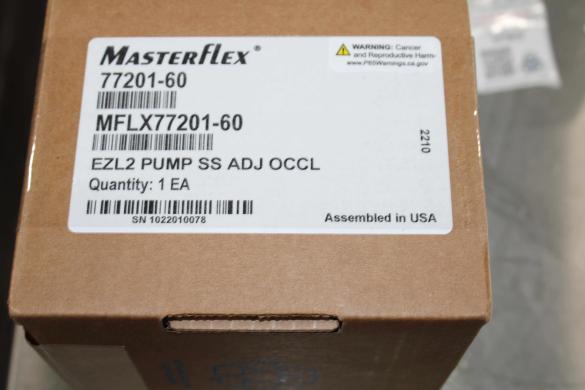 MASTERFLEX®
77201-60
MFLX77201-60
EZL2 PUMP SS ADJ OCCL
Quantity: 1 EA
SN 1022010078
WARNING: Cancer
and Reproductive Harm-
www.P65Warnings.ca.gov
2210
Assembled in USA